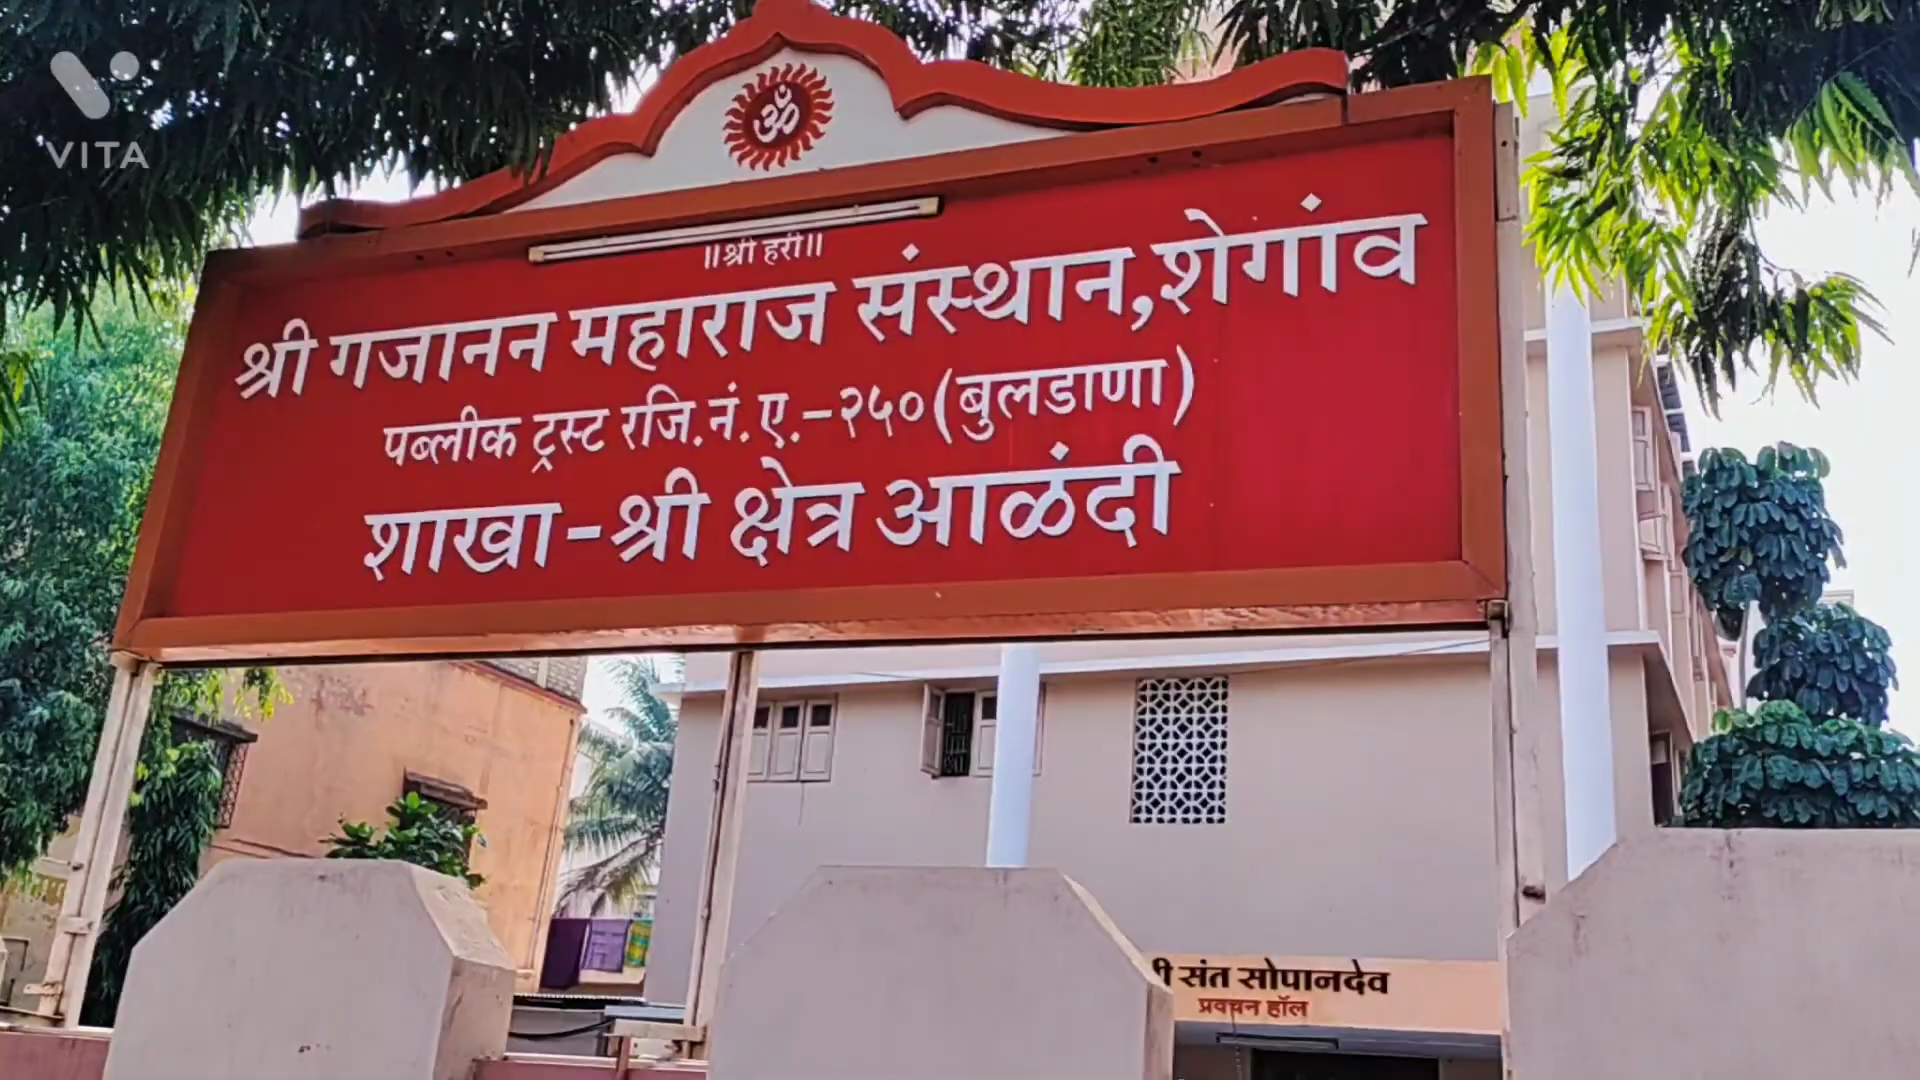 VITA
ॐ
॥श्री हरी॥
श्री गजानन महाराज संस्थान,शेगांव
पब्लीक ट्रस्ट रजि.नं.ए.-२५०(बुलडाणा)
शाखा-श्री क्षेत्र आळंदी
संत सोपानदेव
प्रवचन हॉल